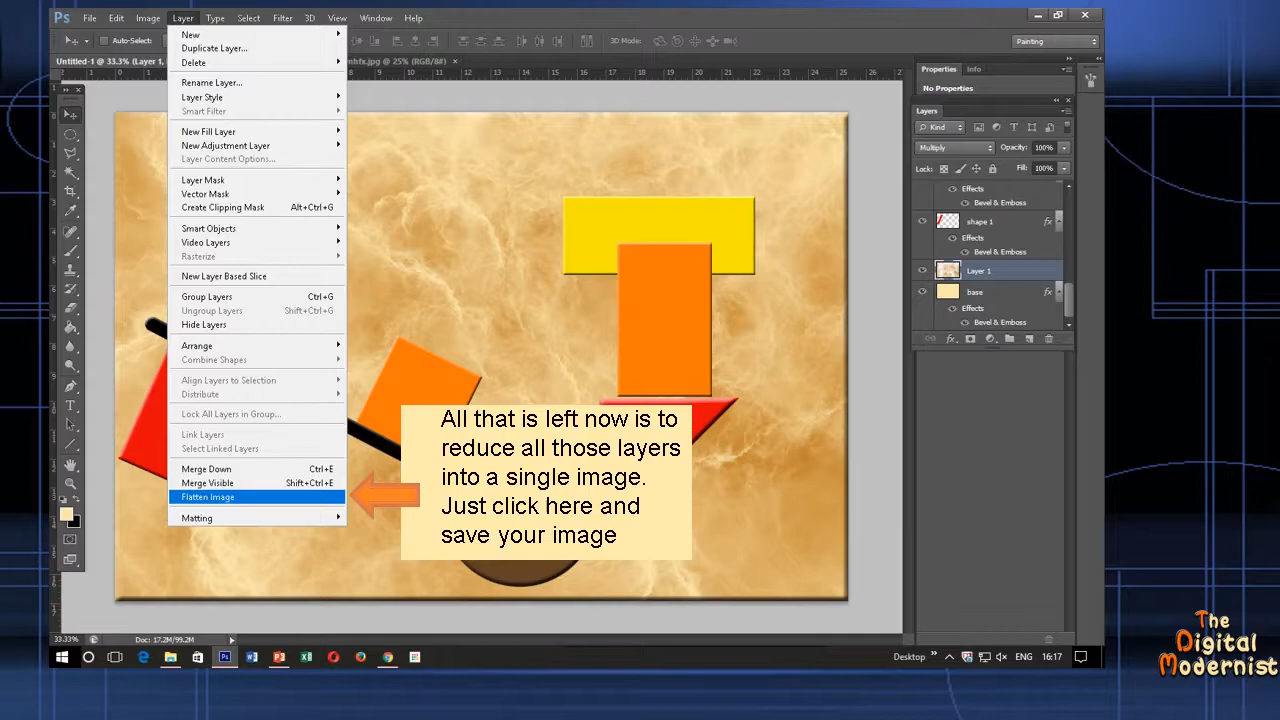 Ps File Edit Image Layer Type Select Filter 3D View Window Help
Auto-Select:
3D Mode:
Painting
Untitled-1 @ 33.3% (Layer 1,
nhfx.jpg @ 25% (RGB/8#)
New
Duplicate Layer...
Delete
Rename Layer...
Layer Style
Smart Filter
New Fill Layer
New Adjustment Layer
Layer Content Options...
Layer Mask
Vector Mask
Create Clipping Mask Alt+Ctrl+G
Smart Objects
Video Layers
Rasterize
New Layer Based Slice
Group Layers Ctrl+G
Ungroup Layers Shift+Ctrl+G
Hide Layers
Arrange
Combine Shapes
Align Layers to Selection
Distribute
Lock All Layers in Group...
Link Layers
Select Linked Layers
Merge Down Ctrl+E
Merge Visible Shift+Ctrl+E
Flatten Image
Matting
All that is left now is to
reduce all those layers
into a single image.
Just click here and
save your image
Properties Info
No Properties
Layers
Kind
Multiply Opacity: 100%
Lock: Fill: 100%
Effects
Bevel & Emboss
shape 1 fx
Effects
Bevel & Emboss
Layer 1
base fx
Effects
Bevel & Emboss
33.33% Doc: 17.2M/99.2M
Desktop ENG 16:17
The
Digital
Modernist